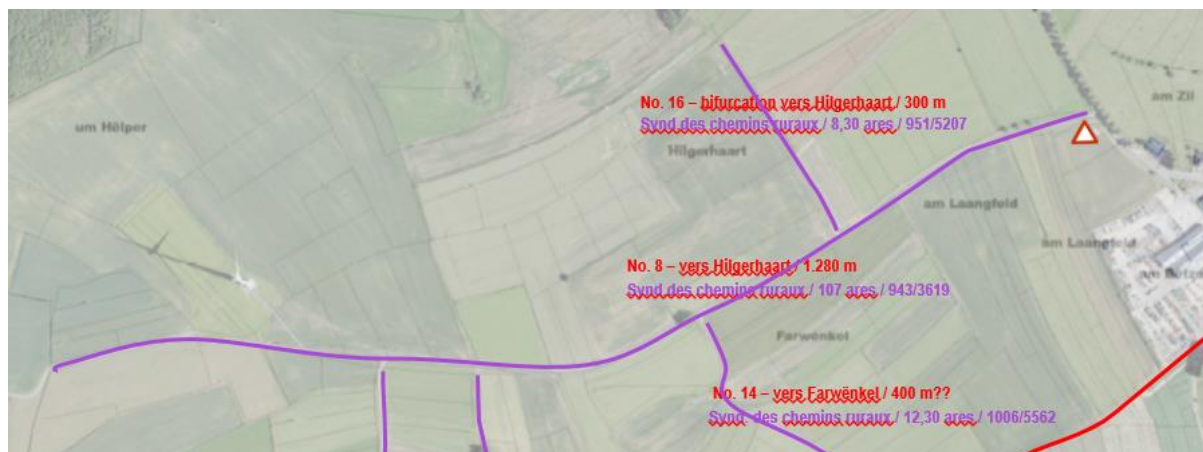 am Zil
No. 16 – bifurcation vers Hilgerhaart / 300 m
Synd des chemins ruraux / 8,30 ares / 951/5207
um Hölper
Hilgerhaart
am Laangfeld
am Laangfeld
No. 8 – vers Hilgerhaart / 1.280 m
Synd des chemins ruraux / 107 ares / 943/3619
Farwënkel
No. 14 – vers Farwënkel / 400 m??
Synd. des chemins ruraux / 12,30 ares / 1006/5562